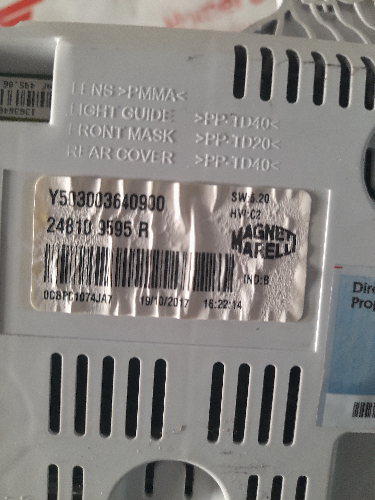 LENS >PMMA<
LIGHT GUIDE >PP-TD40<
FRONT MASK >PP-TD20<
REAR COVER >PP-TD40<
Y503003640900
SW:5.20
HW:C2
24810 9595 R
MAGNETI
MARELLI
IND:B
19/10/2017 16:22:14
Dire
Prop